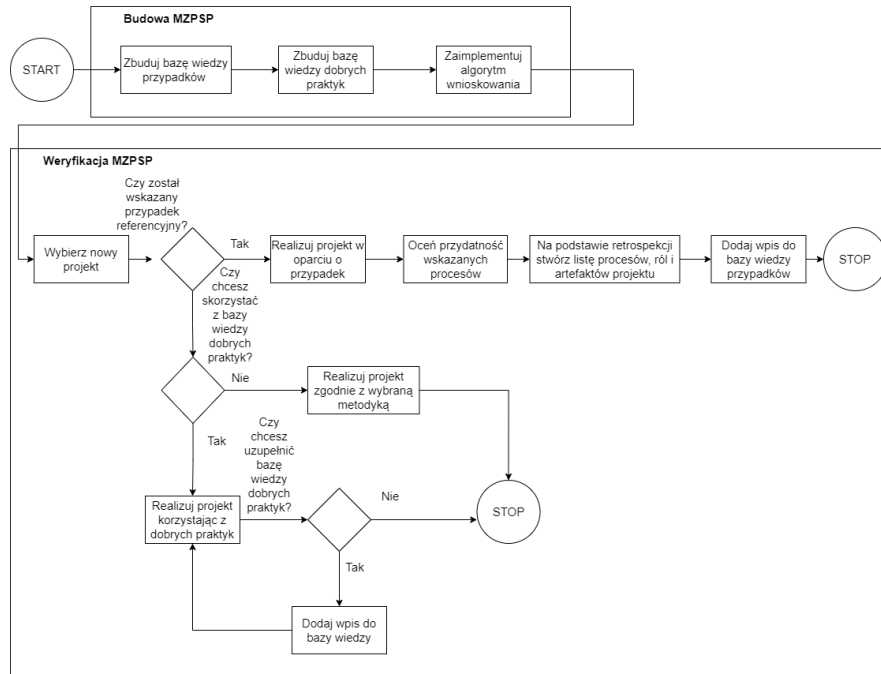 Budowa MZPSP
START
Zbuduj bazę wiedzy
przypadków
Zbuduj bazę
wiedzy dobrych
praktyk
Zaimplementuj
algorytm
wnioskowania
Weryfikacja MZPSP
Czy został
wskazany
przypadek
referencyjny?
Wybierz nowy
projekt
Tak
Realizuj projekt w
oparciu o
przypadek
Oceń przydatność
wskazanych
procesów
Na podstawie retrospekcji
stwórz listę procesów, ról i
artefaktów projektu
Dodaj wpis do
bazy wiedzy
przypadków
STOP
Czy
chcesz
skorzystać
z bazy
wiedzy
dobrych
praktyk?
Nie
Realizuj projekt
zgodnie z wybraną
metodyką
Tak
Czy
chcesz
uzupełnić
bazę
wiedzy
dobrych
praktyk?
Realizuj projekt
korzystając z
dobrych praktyk
Nie
STOP
Tak
Dodaj wpis do
bazy wiedzy